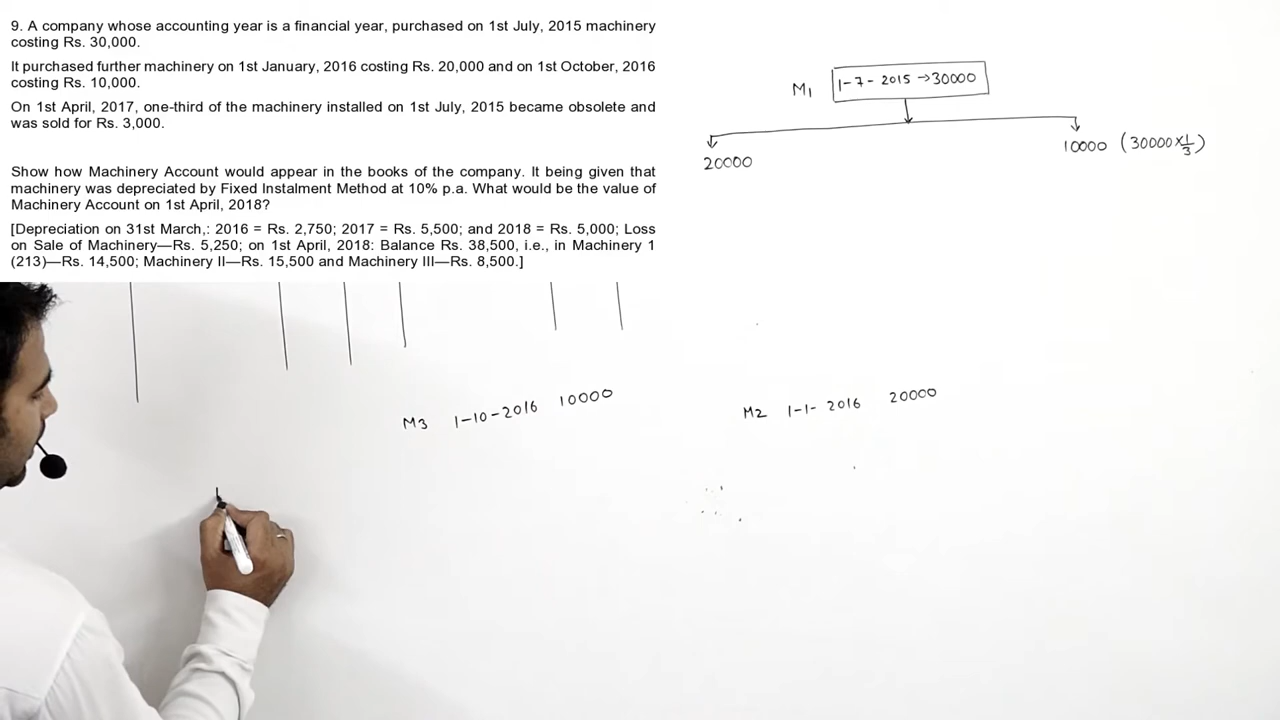 9. A company whose accounting year is a financial year, purchased on 1st July, 2015 machinery
costing Rs. 30,000.
It purchased further machinery on 1st January, 2016 costing Rs. 20,000 and on 1st October, 2016
costing Rs. 10,000.
On 1st April, 2017, one-third of the machinery installed on 1st July, 2015 became obsolete and
was sold for Rs. 3,000.
Show how Machinery Account would appear in the books of the company. It being given that
machinery was depreciated by Fixed Instalment Method at 10% p.a. What would be the value of
Machinery Account on 1st April, 2018?
[Depreciation on 31st March,: 2016 = Rs. 2,750; 2017 = Rs. 5,500; and 2018 = Rs. 5,000; Loss
on Sale of Machinery—Rs. 5,250; on 1st April, 2018: Balance Rs. 38,500, i.e., in Machinery 1
(213)—Rs. 14,500; Machinery II—Rs. 15,500 and Machinery III—Rs. 8,500.]
M1 1-7-2015 → 30000
20000
10000 (30000 × 1/3)
M3 1-10-2016 10000
M2 1-1-2016 20000